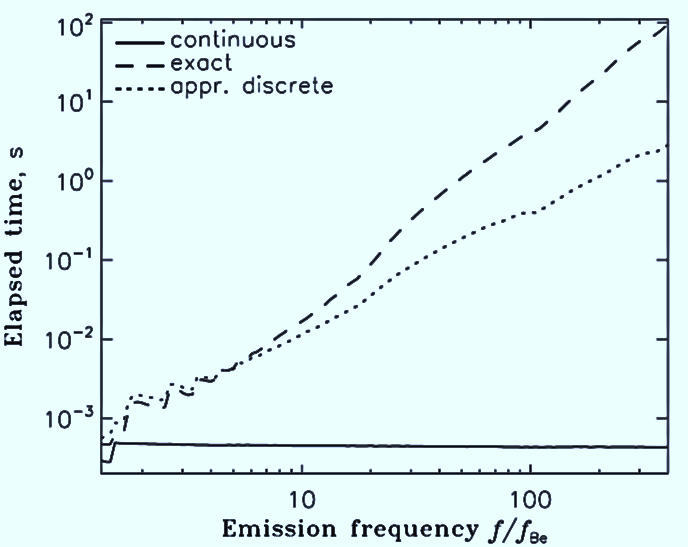 continuous
exact
appr. discrete
10²
10¹
10⁰
10⁻¹
10⁻²
10⁻³
Elapsed time, s
10 100
Emission frequency f/f_Be